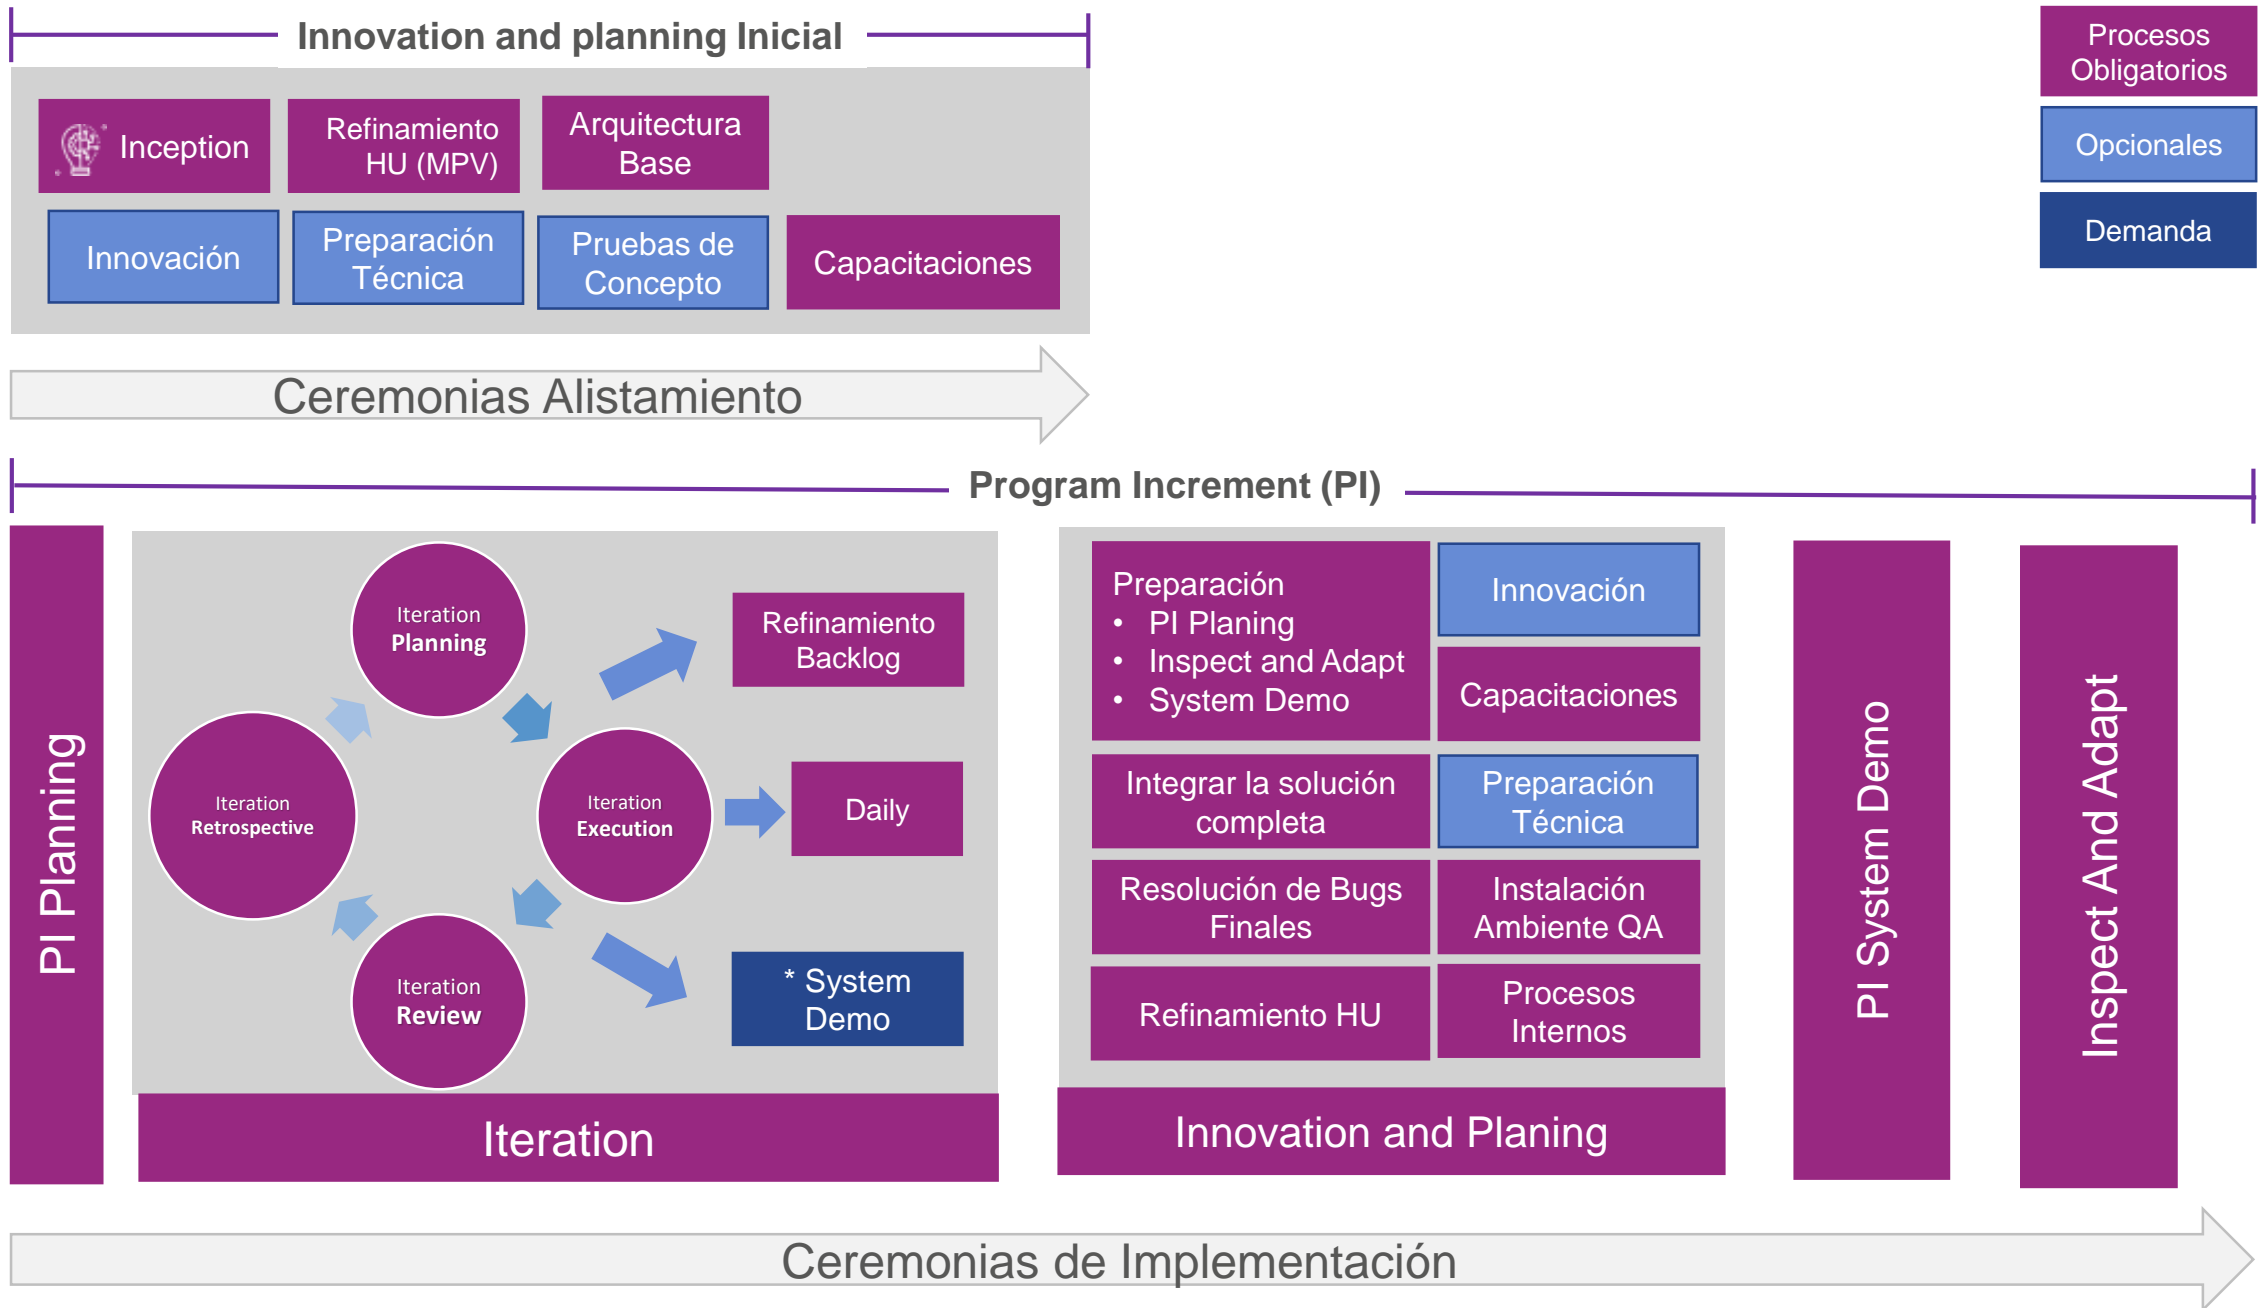 Innovation and planning Inicial
Procesos
Obligatorios
Opcionales
Demanda
Inception
Refinamiento
HU (MPV)
Arquitectura
Base
Innovación
Preparación
Técnica
Pruebas de
Concepto
Capacitaciones
Ceremonias Alistamiento
Program Increment (PI)
PI Planning
Iteration
Planning
Iteration
Execution
Iteration
Review
Iteration
Retrospective
Refinamiento
Backlog
Daily
* System
Demo
Iteration
Preparación
• PI Planing
• Inspect and Adapt
• System Demo
Innovación
Capacitaciones
Integrar la solución
completa
Preparación
Técnica
Resolución de Bugs
Finales
Instalación
Ambiente QA
Refinamiento HU
Procesos
Internos
Innovation and Planing
PI System Demo
Inspect And Adapt
Ceremonias de Implementación